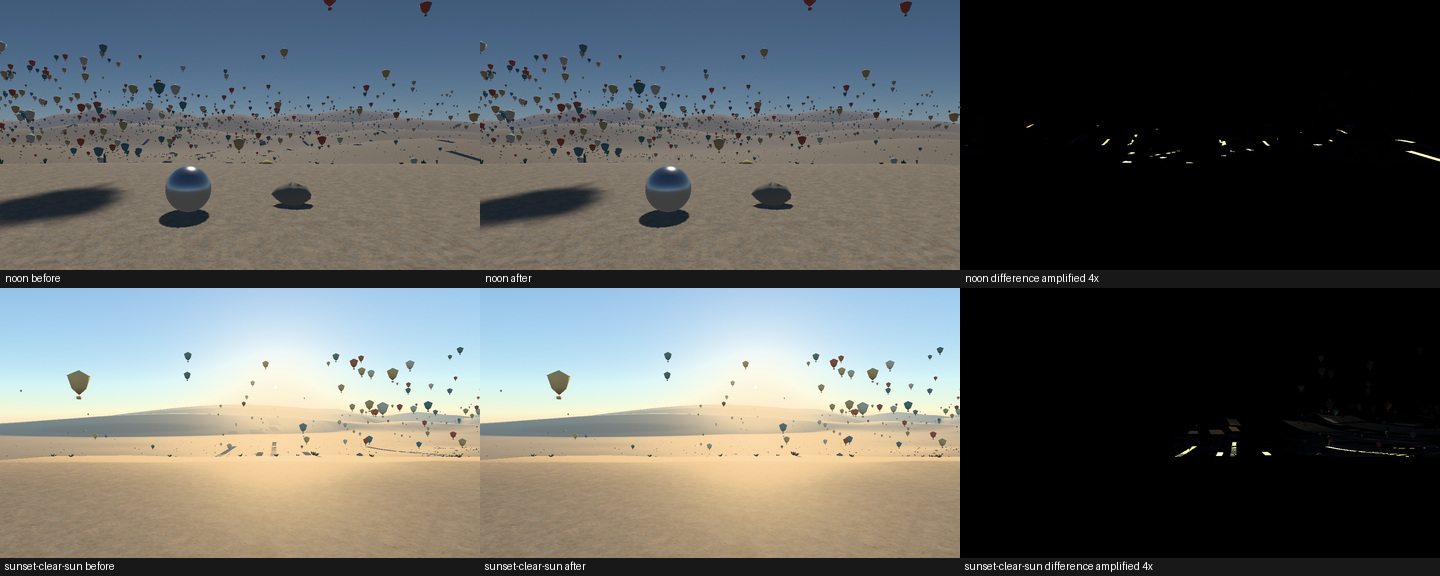 noon before
noon after
noon difference amplified 4x
sunset-clear-sun before
sunset-clear-sun after
sunset-clear-sun difference amplified 4x